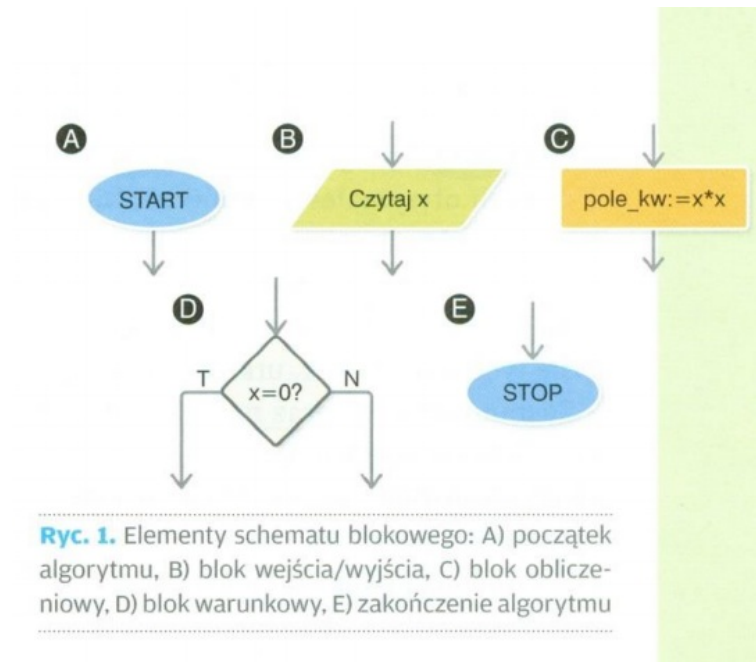 A
START
B
Czytaj x
C
pole_kw:=x*x
D
T
x=0?
N
E
STOP
Ryc. 1. Elementy schematu blokowego: A) początek
algorytmu, B) blok wejścia/wyjścia, C) blok oblicze-
niowy, D) blok warunkowy, E) zakończenie algorytmu